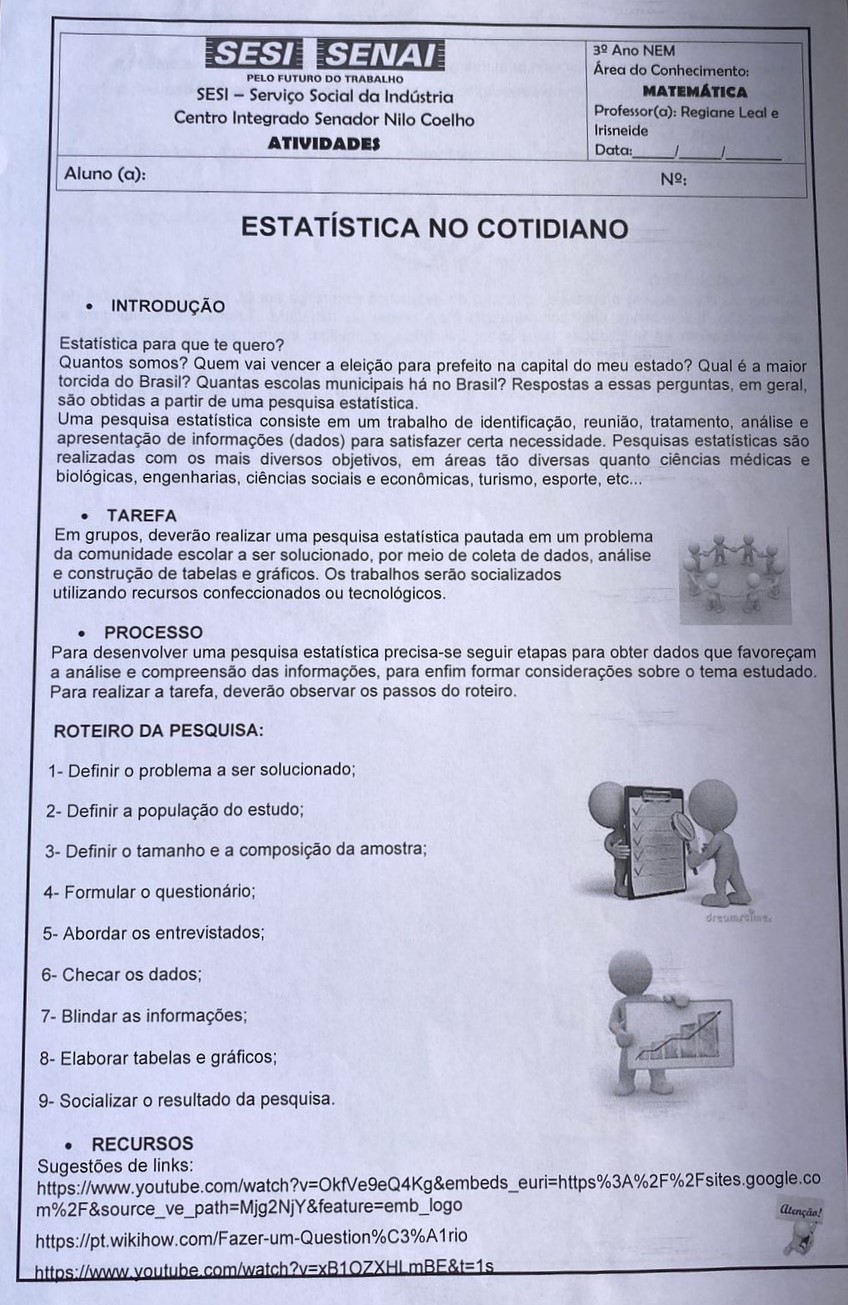 SESI SENAI
PELO FUTURO DO TRABALHO
SESI – Serviço Social da Indústria
Centro Integrado Senador Nilo Coelho
ATIVIDADES
3º Ano NEM
Área do Conhecimento:
MATEMÁTICA
Professor(a): Regiane Leal e
Irisneide
Data:_____/_____/_______
Aluno (a):
Nº:
ESTATÍSTICA NO COTIDIANO
• INTRODUÇÃO
Estatística para que te quero?
Quantos somos? Quem vai vencer a eleição para prefeito na capital do meu estado? Qual é a maior
torcida do Brasil? Quantas escolas municipais há no Brasil? Respostas a essas perguntas, em geral,
são obtidas a partir de uma pesquisa estatística.
Uma pesquisa estatística consiste em um trabalho de identificação, reunião, tratamento, análise e
apresentação de informações (dados) para satisfazer certa necessidade. Pesquisas estatísticas são
realizadas com os mais diversos objetivos, em áreas tão diversas quanto ciências médicas e
biológicas, engenharias, ciências sociais e econômicas, turismo, esporte, etc...
• TAREFA
Em grupos, deverão realizar uma pesquisa estatística pautada em um problema
da comunidade escolar a ser solucionado, por meio de coleta de dados, análise
e construção de tabelas e gráficos. Os trabalhos serão socializados
utilizando recursos confeccionados ou tecnológicos.
• PROCESSO
Para desenvolver uma pesquisa estatística precisa-se seguir etapas para obter dados que favoreçam
a análise e compreensão das informações, para enfim formar considerações sobre o tema estudado.
Para realizar a tarefa, deverão observar os passos do roteiro.
ROTEIRO DA PESQUISA:
1- Definir o problema a ser solucionado;
2- Definir a população do estudo;
3- Definir o tamanho e a composição da amostra;
4- Formular o questionário;
5- Abordar os entrevistados;
6- Checar os dados;
7- Blindar as informações;
8- Elaborar tabelas e gráficos;
9- Socializar o resultado da pesquisa.
dreamstime.
• RECURSOS
Sugestões de links:
https://www.youtube.com/watch?v=OkfVe9eQ4Kg&embeds_euri=https%3A%2F%2Fsites.google.co
m%2F&source_ve_path=Mjg2NjY&feature=emb_logo
Atenção!
https://pt.wikihow.com/Fazer-um-Question%C3%A1rio
https://www.youtube.com/watch?v=xB1OZXHLmBE&t=1s